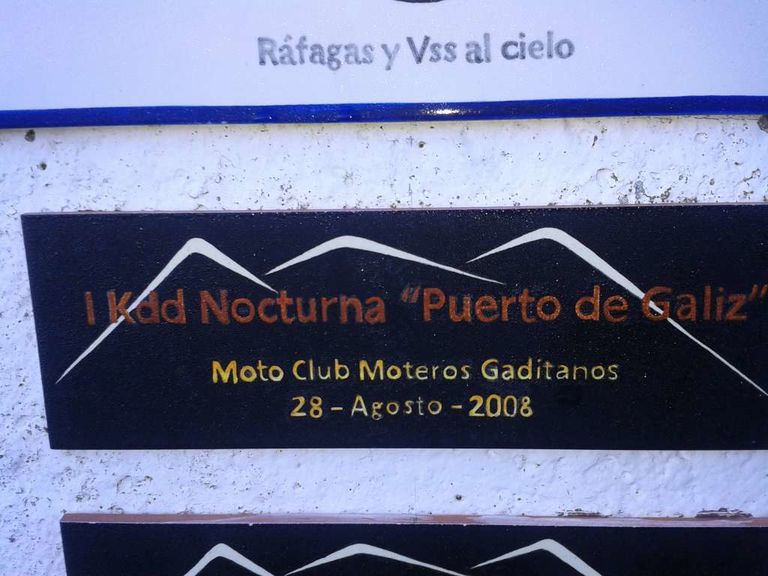 Ráfagas y Vss al cielo
I Kdd Nocturna "Puerto de Galiz"
Moto Club Moteros Gaditanos
28 - Agosto - 2008